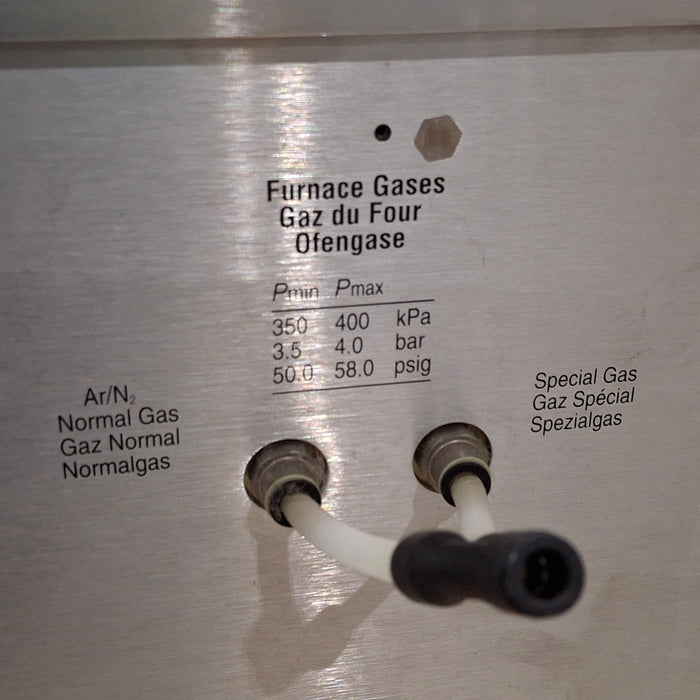 Furnace Gases
Gaz du Four
Ofengase
Pmin Pmax
350 400 kPa
3.5 4.0 bar
50.0 58.0 psig
Ar/N₂
Normal Gas
Gaz Normal
Normalgas
Special Gas
Gaz Spécial
Spezialgas